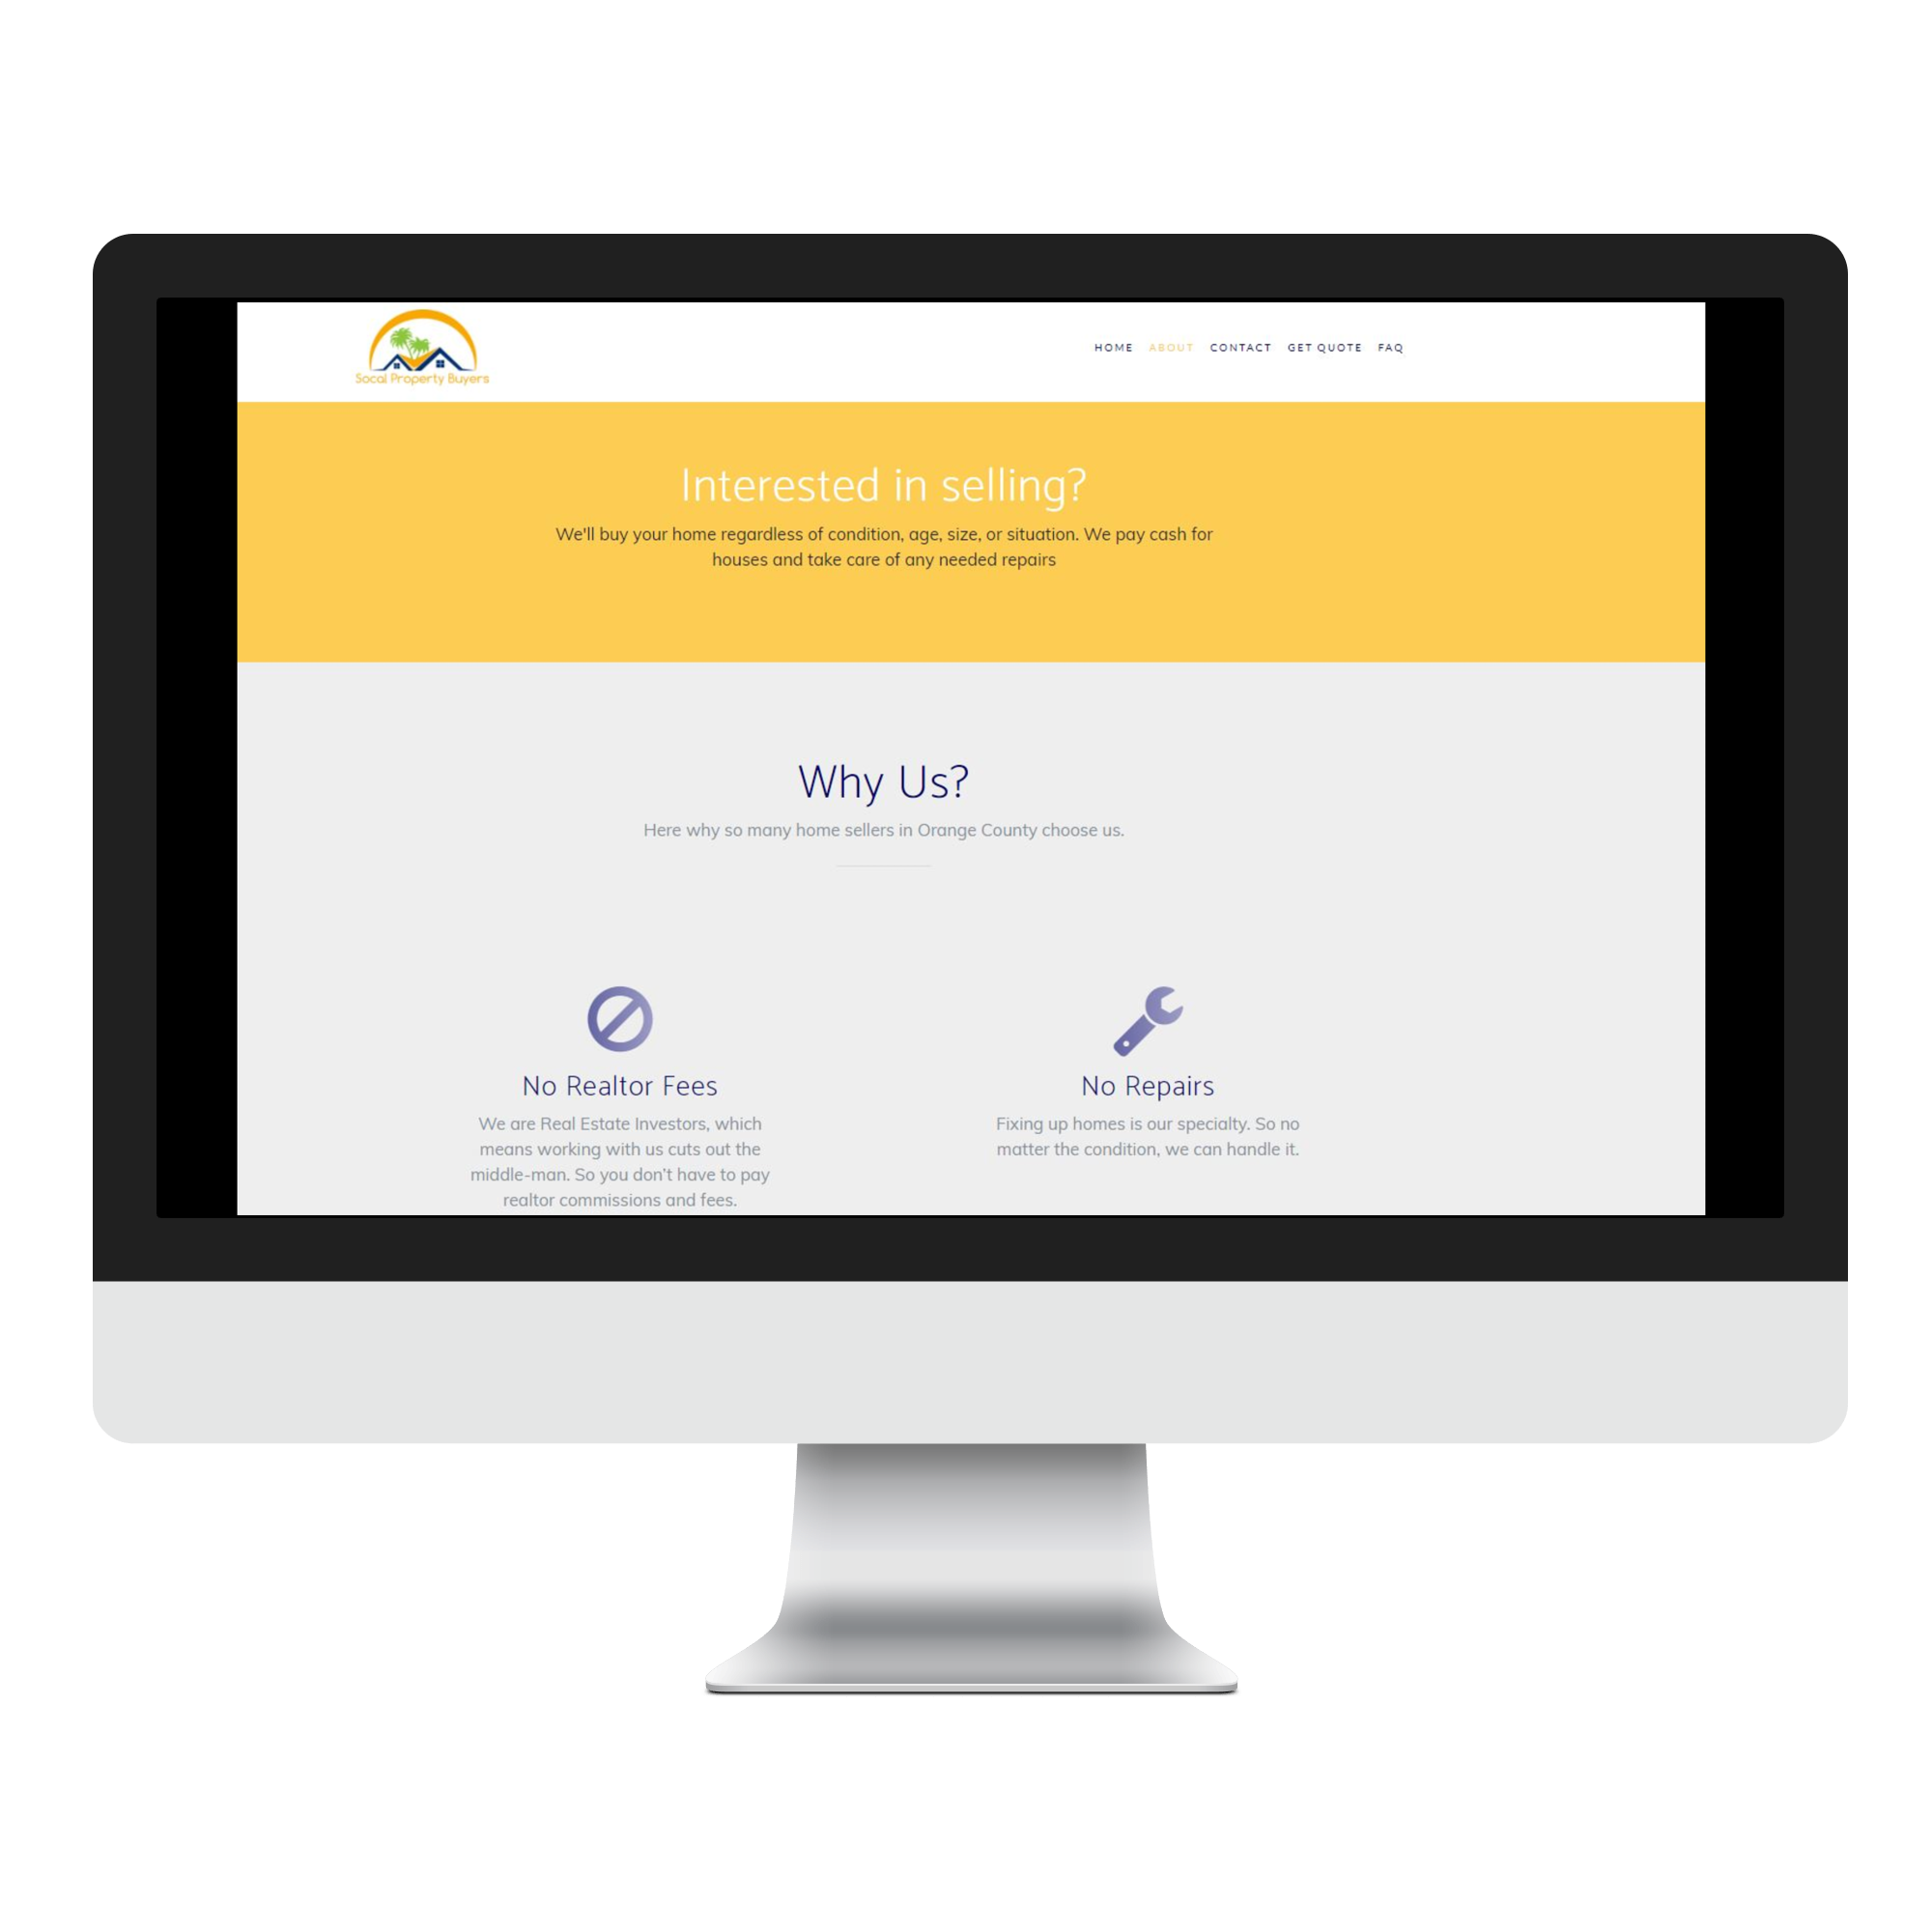 Socal Property Buyers
HOME ABOUT CONTACT GET QUOTE FAQ
Interested in selling?
We'll buy your home regardless of condition, age, size, or situation. We pay cash for
houses and take care of any needed repairs
Why Us?
Here why so many home sellers in Orange County choose us.
No Realtor Fees
We are Real Estate Investors, which
means working with us cuts out the
middle-man. So you don't have to pay
realtor commissions and fees.
No Repairs
Fixing up homes is our specialty. So no
matter the condition, we can handle it.